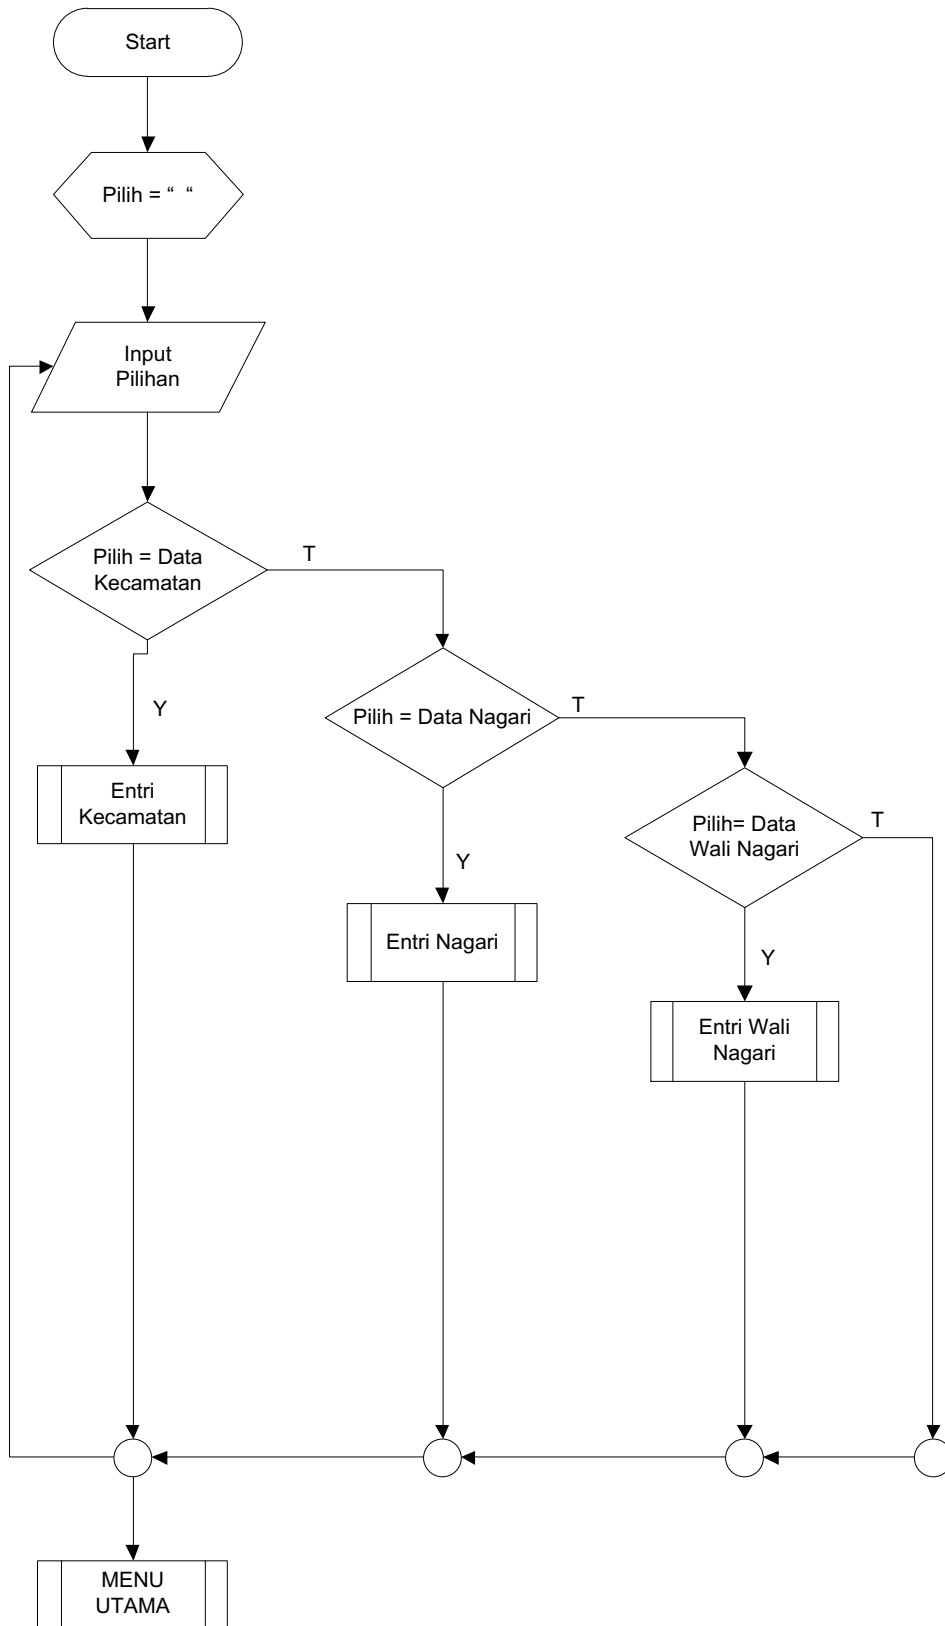 Start
Pilih = “  “
Input
Pilihan
Pilih = Data
Kecamatan
T
Y
Entri
Kecamatan
Pilih = Data Nagari
T
Y
Entri Nagari
Pilih= Data
Wali Nagari
T
Y
Entri Wali
Nagari
MENU
UTAMA